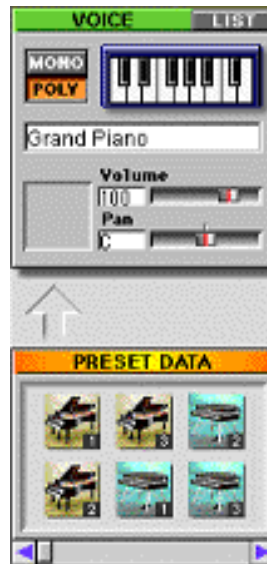 VOICE LIST
MONO
POLY
Grand Piano
Volume
100
Pan
C
PRESET DATA
1 3 2
2 1 3